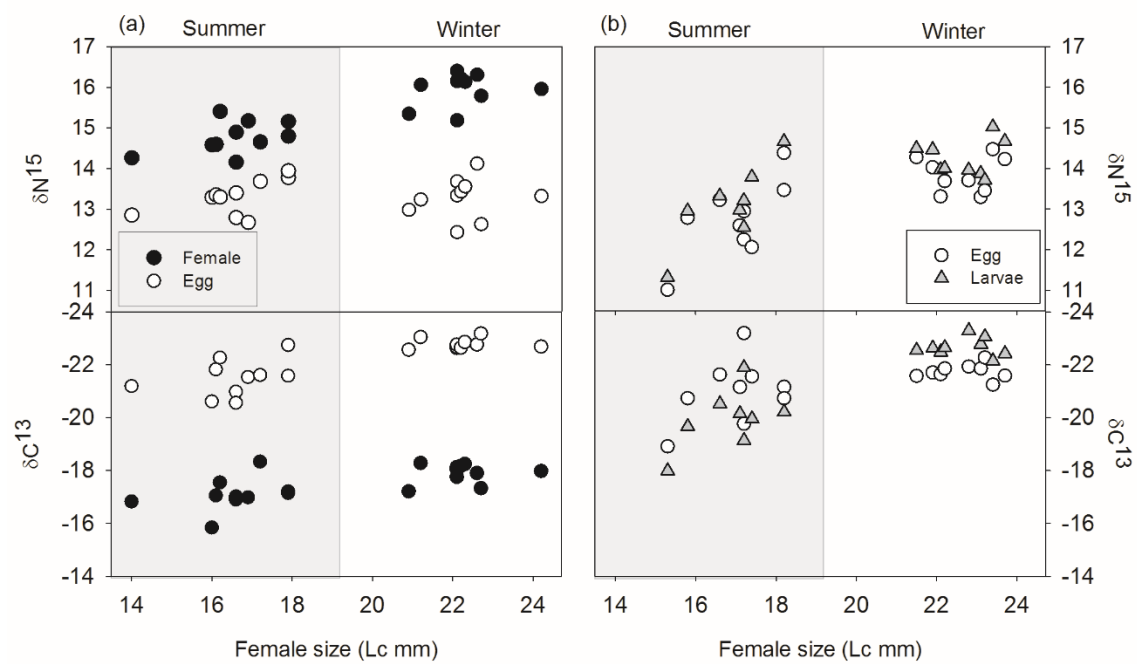 (a)
Summer
Winter
(b)
Summer
Winter
17
16
15
14
13
12
11
δN15
Female
Egg
17
16
15
14
13
12
11
δN15
Egg
Larvae
-24
-22
-20
-18
-16
-14
δC13
-24
-22
-20
-18
-16
-14
δC13
14 16 18 20 22 24
14 16 18 20 22 24
Female size (Lc mm)
Female size (Lc mm)